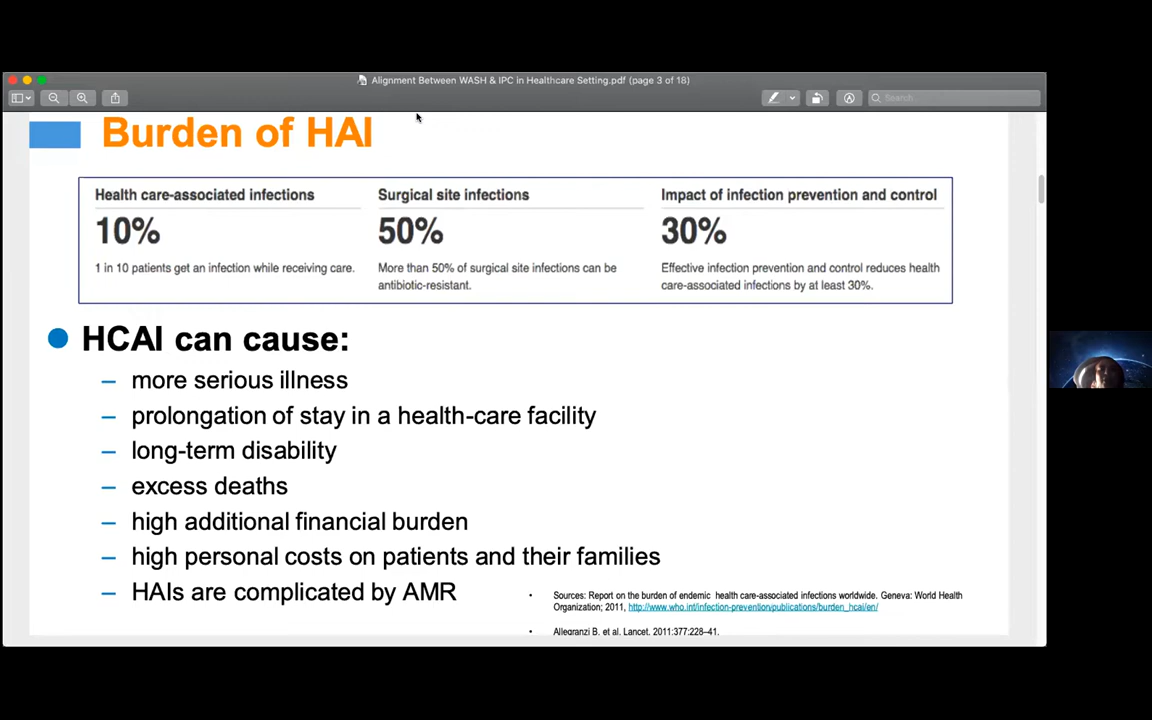 Alignment Between WASH & IPC in Healthcare Setting.pdf (page 3 of 18)
Search
Burden of HAI
Health care-associated infections
10%
1 in 10 patients get an infection while receiving care.
Surgical site infections
50%
More than 50% of surgical site infections can be
antibiotic-resistant.
Impact of infection prevention and control
30%
Effective infection prevention and control reduces health
care-associated infections by at least 30%.
HCAI can cause:
– more serious illness
– prolongation of stay in a health-care facility
– long-term disability
– excess deaths
– high additional financial burden
– high personal costs on patients and their families
– HAIs are complicated by AMR
• Sources: Report on the burden of endemic health care-associated infections worldwide. Geneva: World Health
Organization; 2011, http://www.who.int/infection-prevention/publications/burden_hcai/en/
• Allegranzi B. et al. Lancet. 2011:377:228–41.